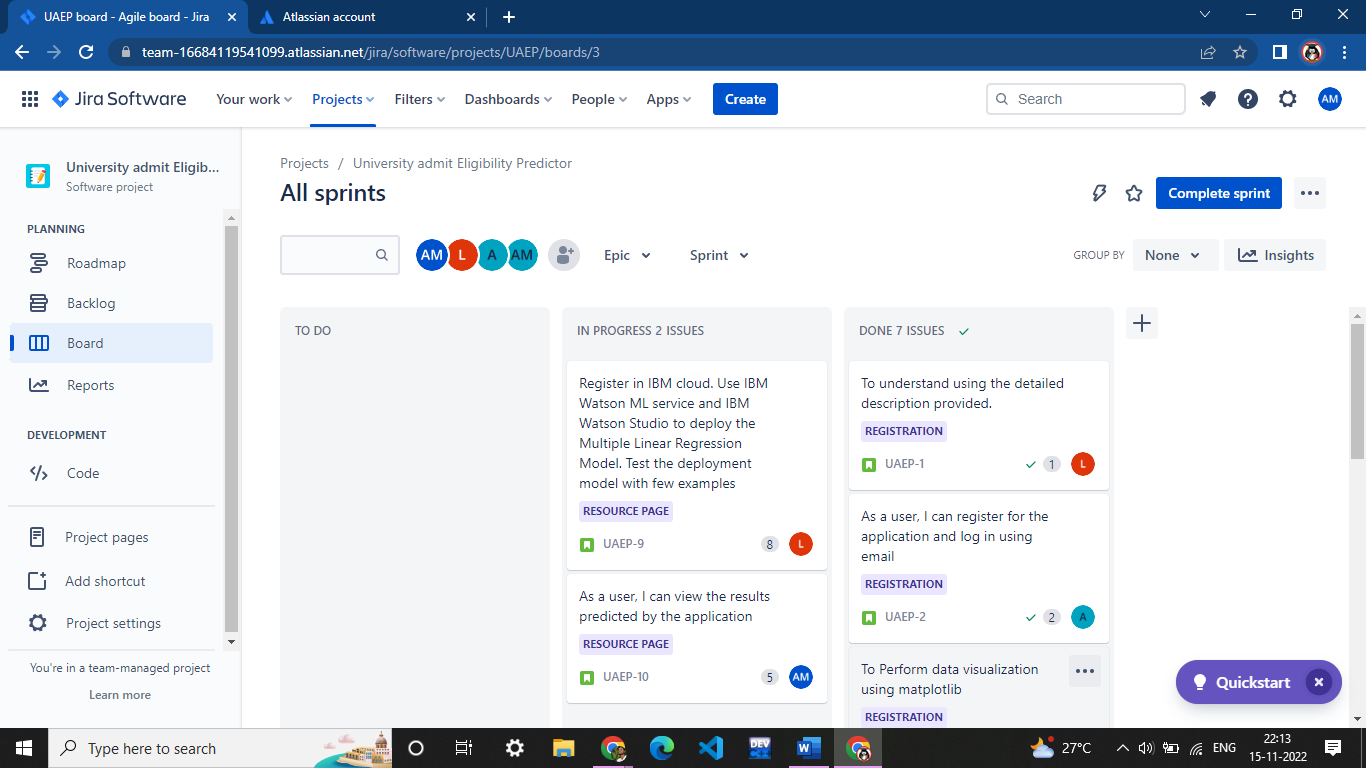 UAEP board - Agile board - Jira
Atlassian account
team-16684119541099.atlassian.net/jira/software/projects/UAEP/boards/3
Jira Software
Your work
Projects
Filters
Dashboards
People
Apps
Create
Search
AM
University admit Eligib...
Software project
PLANNING
Roadmap
Backlog
Board
Reports
DEVELOPMENT
Code
Project pages
Add shortcut
Project settings
You're in a team-managed project
Learn more
Projects / University admit Eligibility Predictor
All sprints
Complete sprint
AM L A AM
Epic
Sprint
GROUP BY
None
Insights
TO DO
IN PROGRESS 2 ISSUES
Register in IBM cloud. Use IBM
Watson ML service and IBM
Watson Studio to deploy the
Multiple Linear Regression
Model. Test the deployment
model with few examples
RESOURCE PAGE
UAEP-9 8 L
As a user, I can view the results
predicted by the application
RESOURCE PAGE
UAEP-10 5 AM
DONE 7 ISSUES
To understand using the detailed
description provided.
REGISTRATION
UAEP-1 1 L
As a user, I can register for the
application and log in using
email
REGISTRATION
UAEP-2 2 A
To Perform data visualization
using matplotlib
REGISTRATION
Quickstart
Type here to search
DEV
27°C
ENG
22:13
15-11-2022